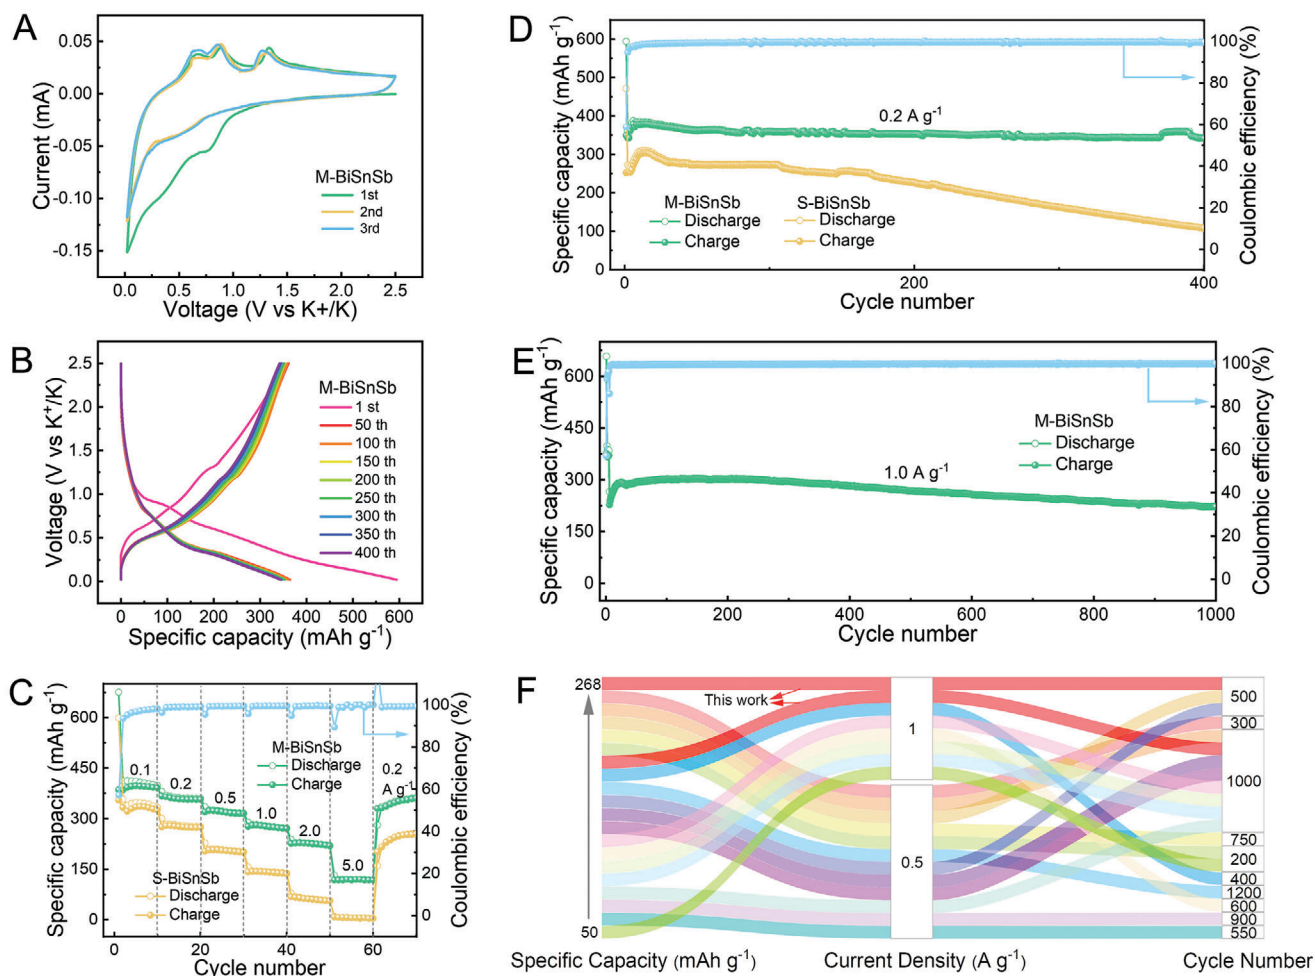 A
Current (mA)
0.05
0.00
-0.05
-0.10
-0.15
M-BiSnSb
1st
2nd
3rd
0.0 0.5 1.0 1.5 2.0 2.5
Voltage (V vs K+/K)
B
Voltage (V vs K⁺/K)
2.5
2.0
1.5
1.0
0.5
0.0
M-BiSnSb
1 st
50 th
100 th
150 th
200 th
250 th
300 th
350 th
400 th
0 100 200 300 400 500 600
Specific capacity (mAh g⁻¹)
C
Specific capacity (mAh g⁻¹)
600
450
300
150
0
0.1
0.2
0.5
1.0
2.0
5.0
0.2
A g⁻¹
M-BiSnSb
Discharge
Charge
S-BiSnSb
Discharge
Charge
100
80
60
40
20
0
Coulombic efficiency (%)
0 20 40 60
Cycle number
D
Specific capacity (mAh g⁻¹)
600
500
400
300
200
100
0
0.2 A g⁻¹
M-BiSnSb
Discharge
Charge
S-BiSnSb
Discharge
Charge
100
80
60
40
20
0
Coulombic efficiency (%)
0 200 400
Cycle number
E
Specific capacity (mAh g⁻¹)
600
450
300
150
0
M-BiSnSb
Discharge
Charge
1.0 A g⁻¹
100
80
60
40
20
0
Coulombic efficiency (%)
0 200 400 600 800 1000
Cycle number
F
268
50
This work
1
0.5
500
300
1000
750
200
400
1200
600
900
550
Specific Capacity (mAh g⁻¹)
Current Density (A g⁻¹)
Cycle Number